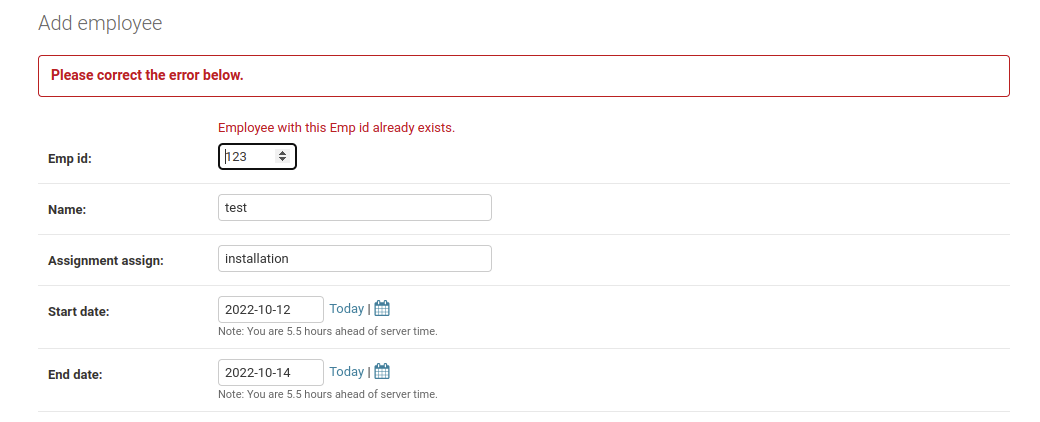 Add employee
Please correct the error below.
Employee with this Emp id already exists.
Emp id: 123
Name: test
Assignment assign: installation
Start date: 2022-10-12 Today |
Note: You are 5.5 hours ahead of server time.
End date: 2022-10-14 Today |
Note: You are 5.5 hours ahead of server time.